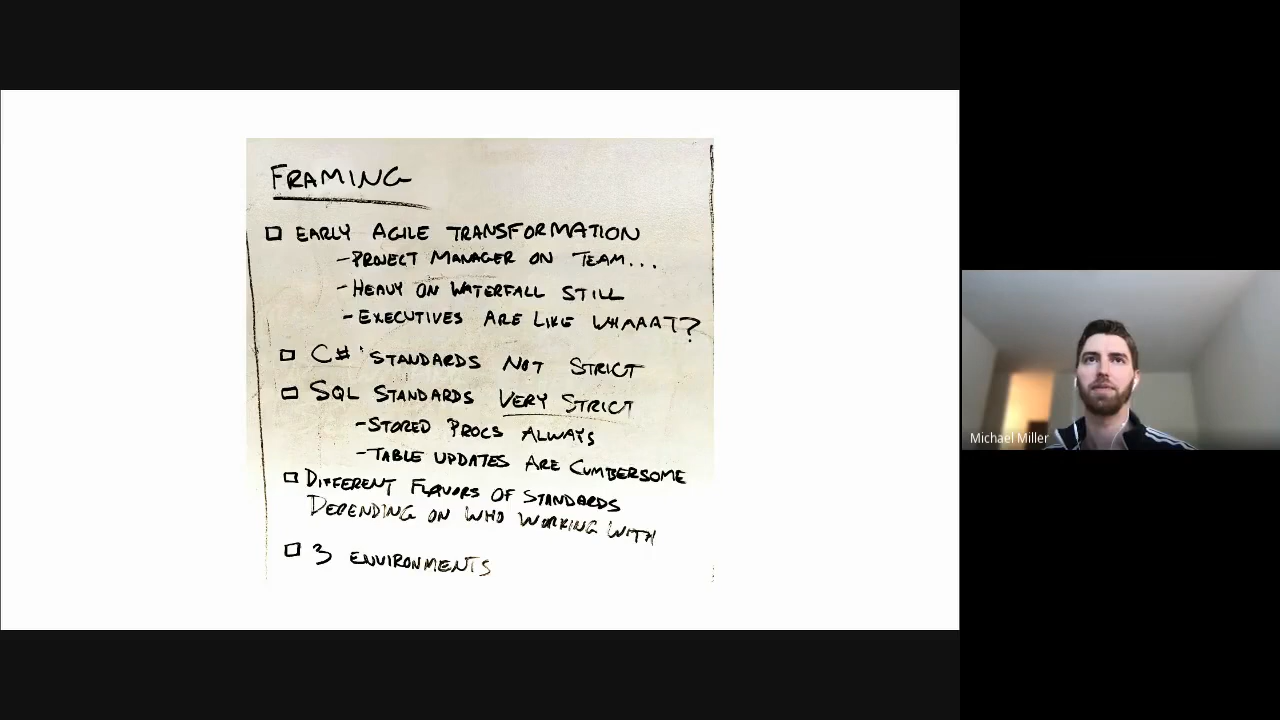 FRAMING
EARLY AGILE TRANSFORMATION
-PROJECT MANAGER ON TEAM...
-HEAVY ON WATERFALL STILL
-EXECUTIVES ARE LIKE WHAAAT?
C# STANDARDS NOT STRICT
SQL STANDARDS VERY STRICT
-STORED PROCS ALWAYS
-TABLE UPDATES ARE CUMBERSOME
DIFFERENT FLAVORS OF STANDARDS
DEPENDING ON WHO WORKING WITH
3 ENVIRONMENTS
Michael Miller